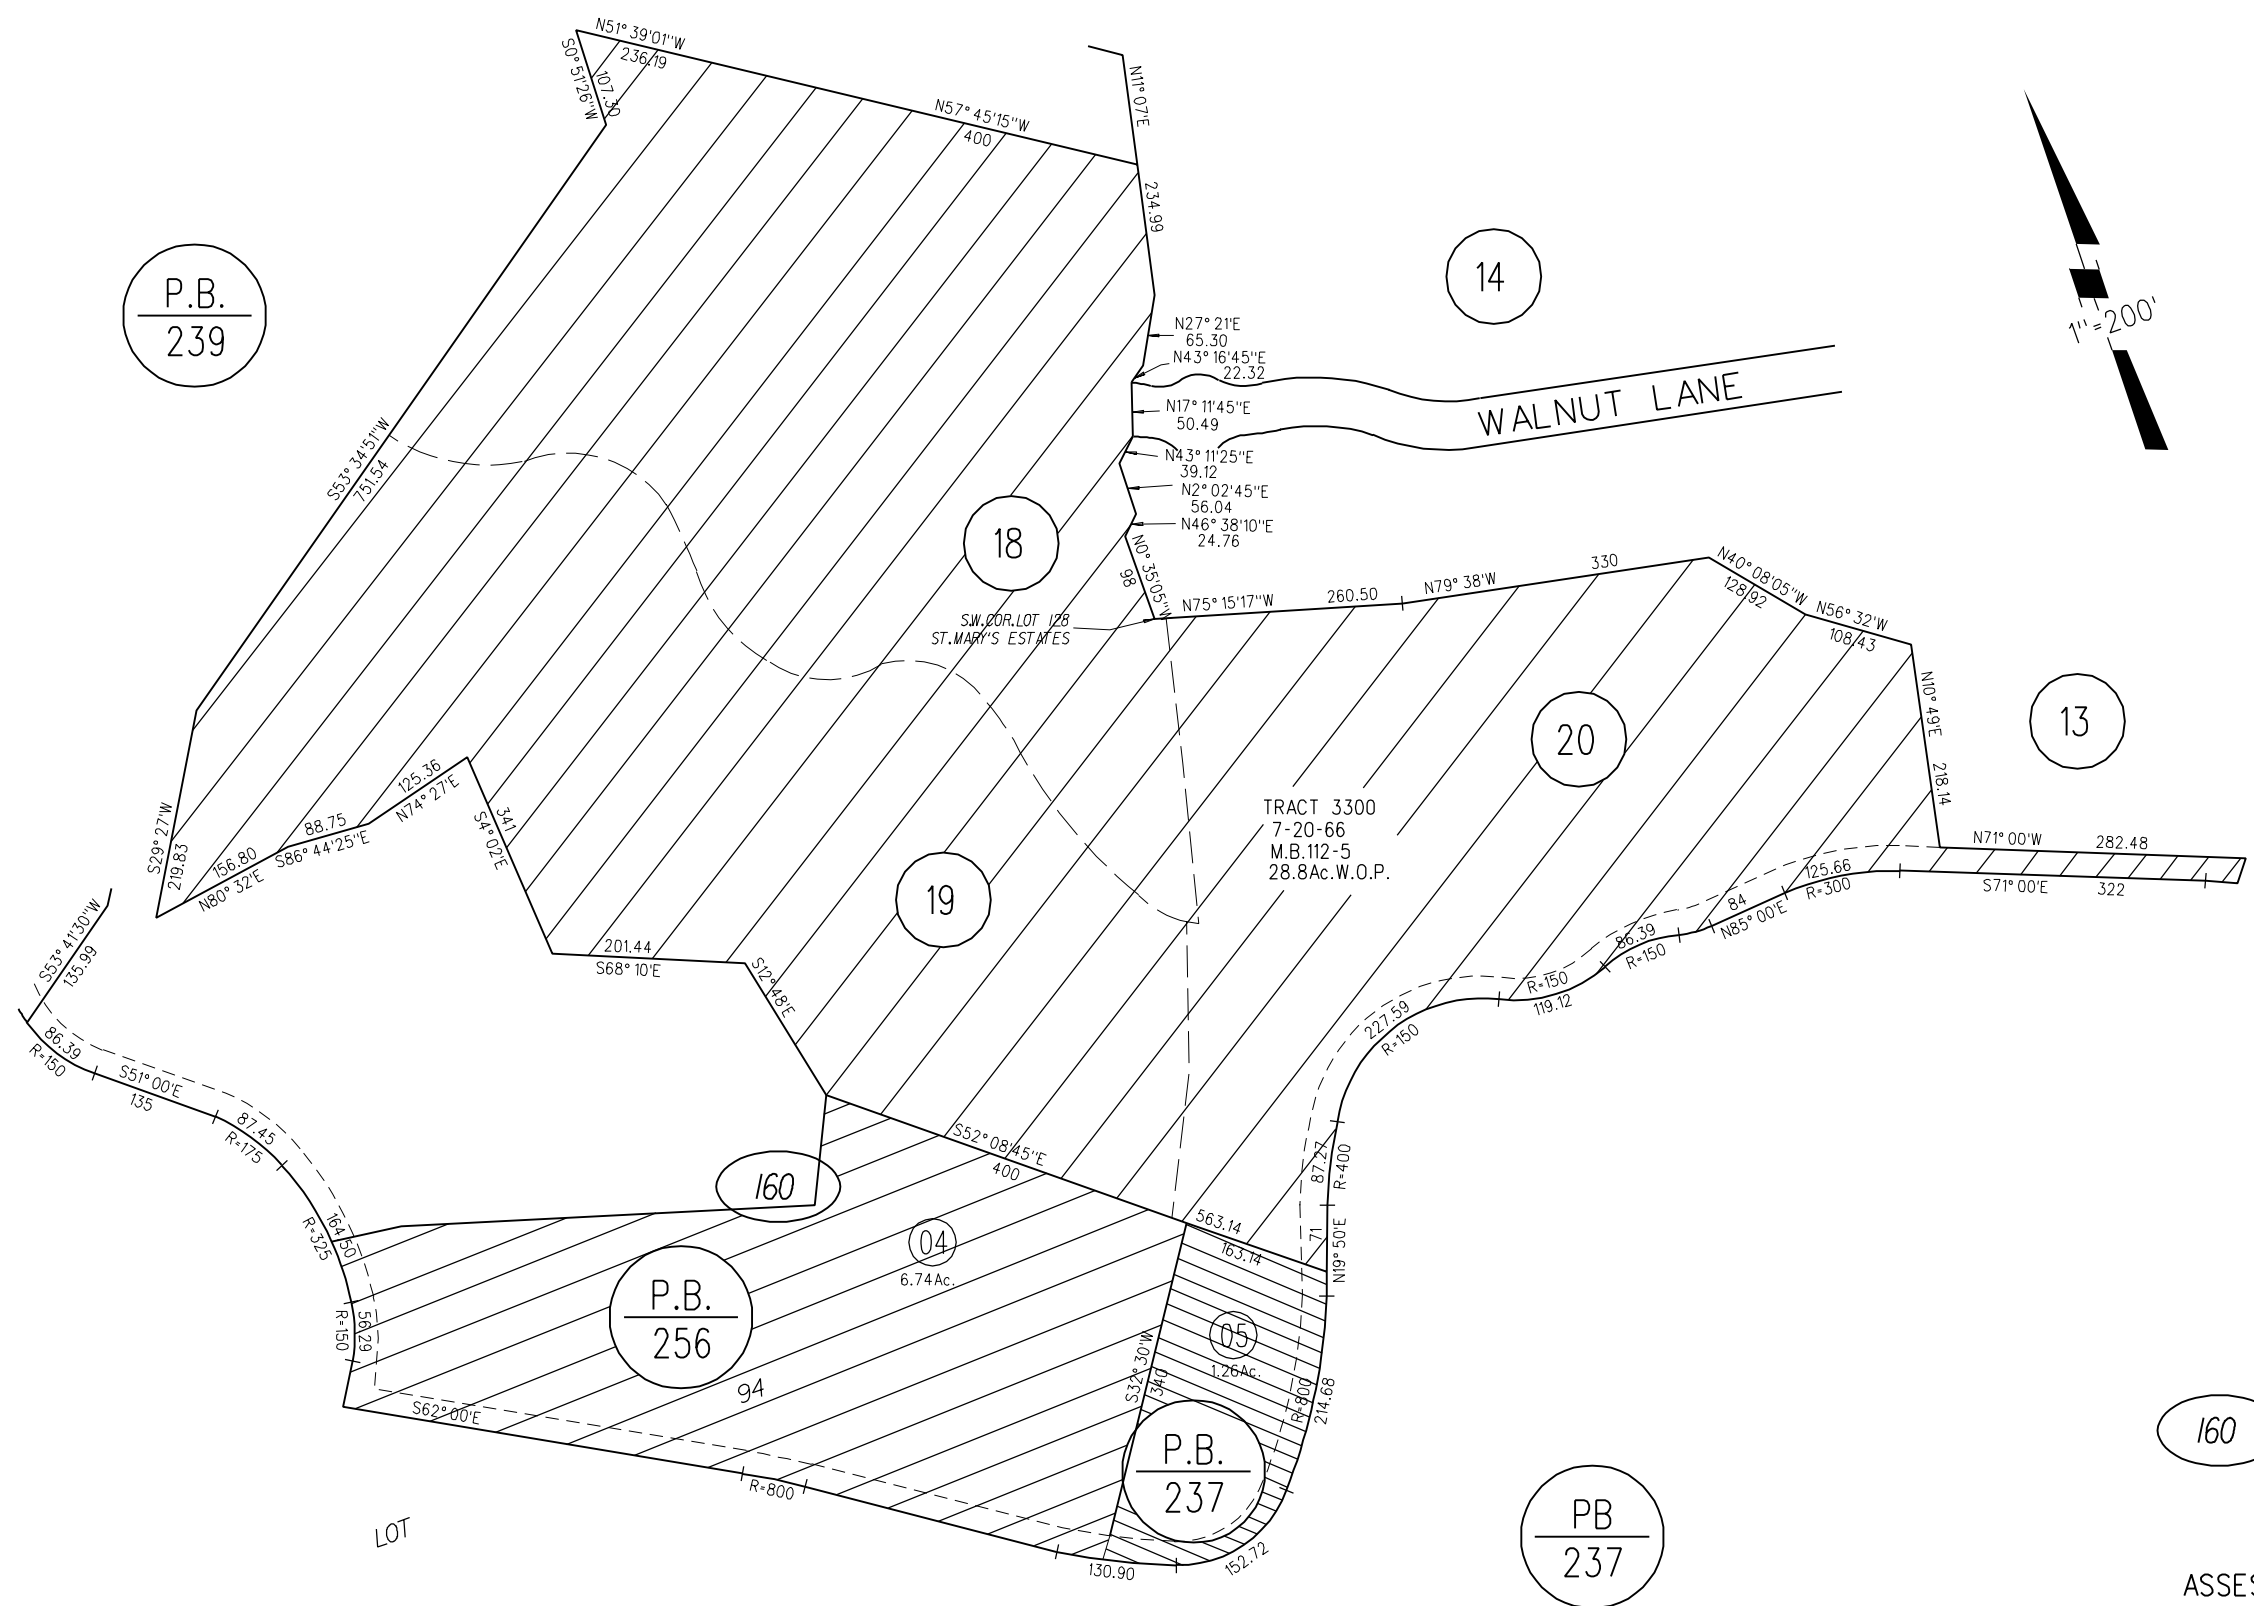 N51°39'01"W
236.19
S0°51'26"W
107.30
N57°45'15"W
400
N11°07'E
234.99
P.B.
239
14
1"=200'
N27°21'E
65.30
N43°16'45"E
22.32
N17°11'45"E
50.49
WALNUT LANE
N43°11'25"E
39.12
N2°02'45"E
56.04
N46°38'10"E
24.76
N0°35'05"W
98
S53°34'51"W
751.54
18
S.W.COR.LOT 128
ST.MARY'S ESTATES
N75°15'17"W
260.50
N79°38'W
330
N40°08'05"W
128.92
N56°32'W
108.43
N10°49'E
218.14
20
13
TRACT 3300
7-20-66
M.B.112-5
28.8Ac.W.O.P.
N71°00'W
282.48
S71°00'E
322
125.66
R=300
84
N85°00'E
86.39
R=150
R=150
119.12
227.59
R=150
S29°27'W
219.83
156.80
N80°32'E
88.75
S86°44'25"E
125.36
N74°27'E
341
S4°02'E
19
201.44
S68°10'E
S12°48'E
S53°41'30"W
135.99
86.39
R=150
S51°00'E
135
87.45
R=175
164.50
R=325
56.29
R=150
160
S52°08'45"E
400
563.14
163.14
87.27
R=400
71
N19°50'E
04
6.74Ac.
P.B.
256
94
S62°00'E
R=800
05
1.26Ac.
S32°30'W
340
R=800
214.68
P.B.
237
130.90
152.72
LOT
PB
237
160
ASSES